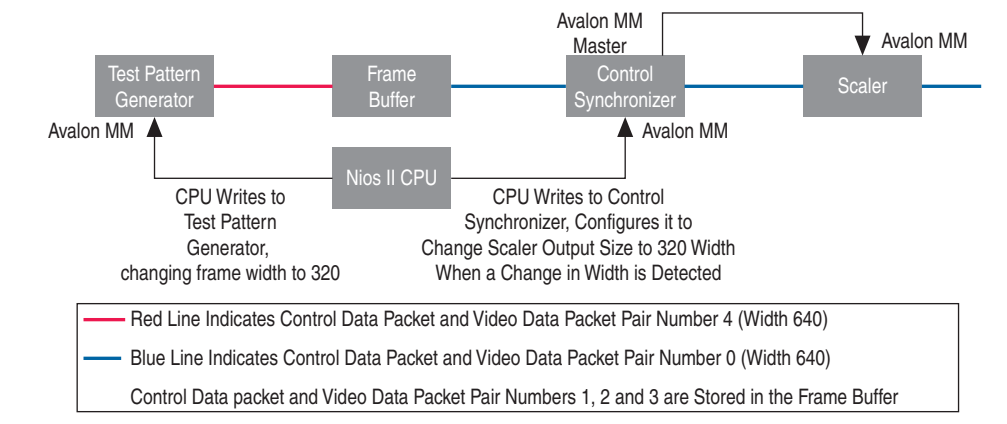 Avalon MM
Master
Avalon MM
Test Pattern
Generator
Frame
Buffer
Control
Synchronizer
Scaler
Avalon MM
Avalon MM
Nios II CPU
CPU Writes to
Test Pattern
Generator,
changing frame width to 320
CPU Writes to Control
Synchronizer, Configures it to
Change Scaler Output Size to 320 Width
When a Change in Width is Detected
Red Line Indicates Control Data Packet and Video Data Packet Pair Number 4 (Width 640)
Blue Line Indicates Control Data Packet and Video Data Packet Pair Number 0 (Width 640)
Control Data packet and Video Data Packet Pair Numbers 1, 2 and 3 are Stored in the Frame Buffer